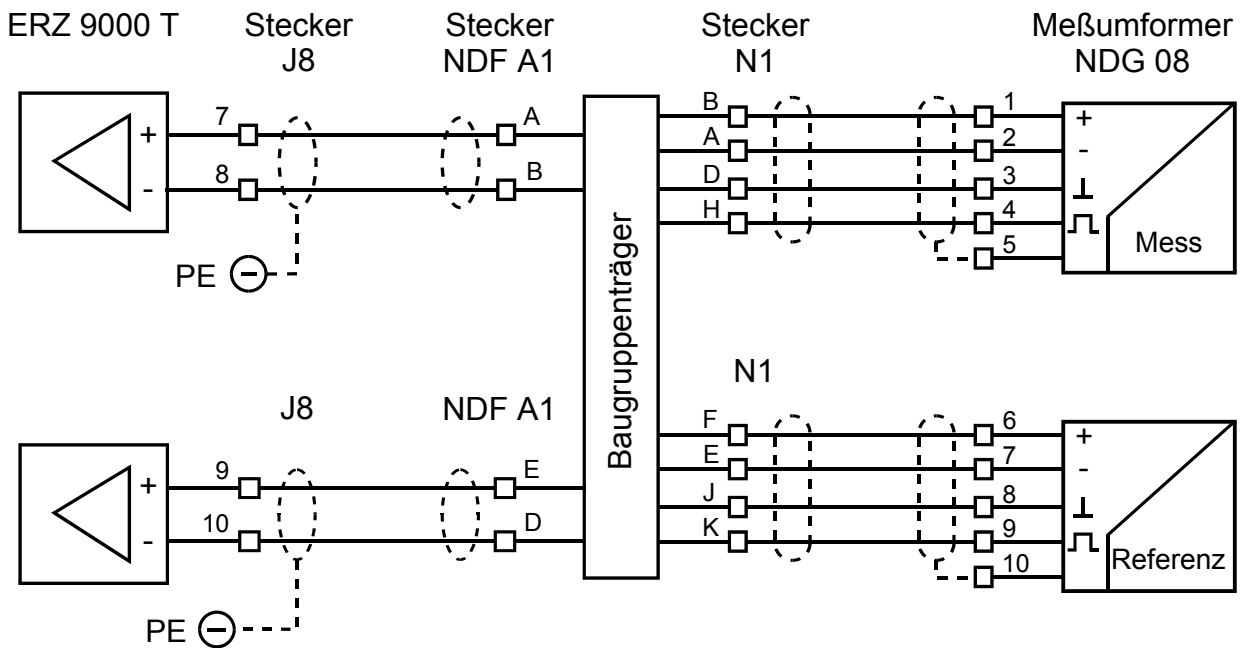 ERZ 9000 T
Stecker
J8
Stecker
NDF A1
Stecker
N1
Meßumformer
NDG 08
+
-
7
8
A
B
PE
Baugruppenträger
B
A
D
H
1
2
3
4
5
+
-
Mess
J8
NDF A1
N1
+
-
9
10
E
D
PE
F
E
J
K
6
7
8
9
10
+
-
Referenz